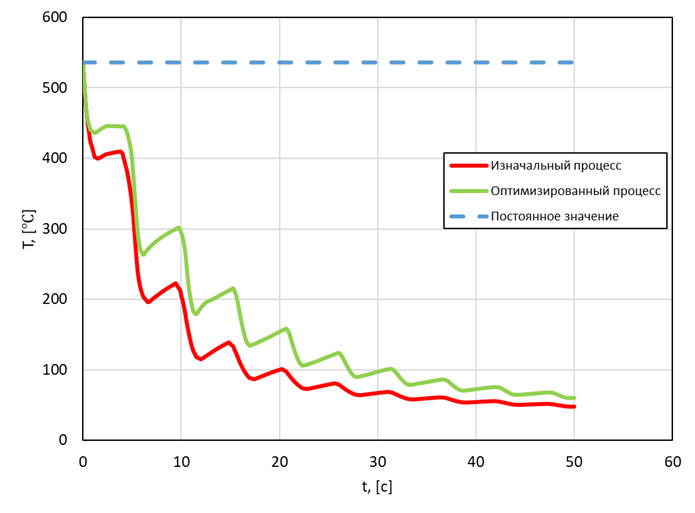 600
500
400
300
200
100
0
T, [°C]
Изначальный процесс
Оптимизированный процесс
Постоянное значение
0 10 20 30 40 50 60
t, [с]